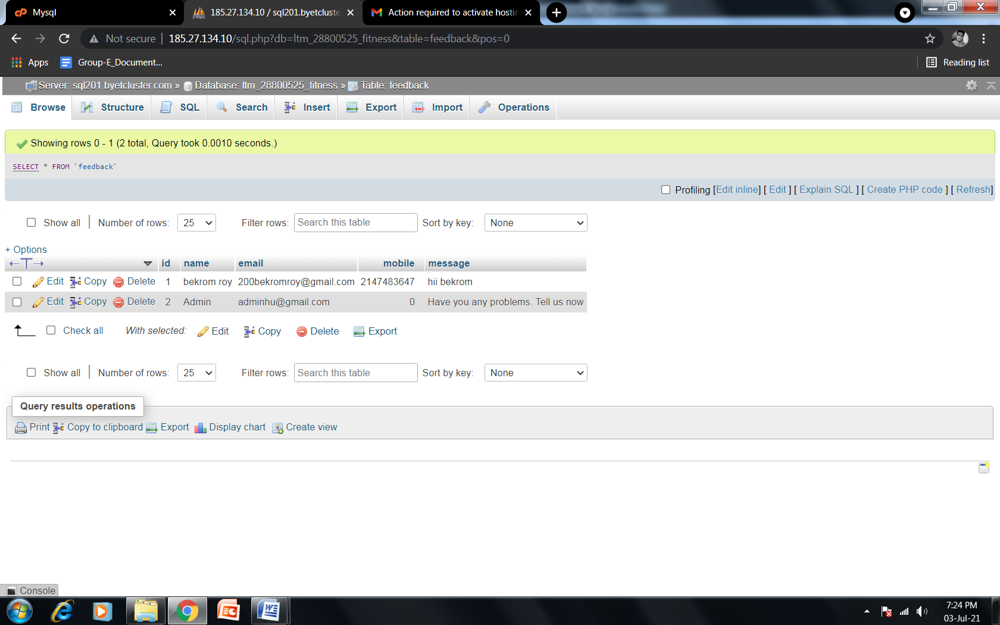 Mysql
185.27.134.10 / sql201.byetcluste
Action required to activate hostin
Not secure | 185.27.134.10/sql.php?db=ltm_28800525_fitness&table=feedback&pos=0
Apps Group-E_Document... Reading list
Server: sql201.byetcluster.com » Database: ltm_28800525_fitness » Table: feedback
Browse Structure SQL Search Insert Export Import Operations
Showing rows 0 - 1 (2 total, Query took 0.0010 seconds.)
SELECT * FROM `feedback`
Profiling [Edit inline] [ Edit ] [ Explain SQL ] [ Create PHP code ] [ Refresh]
Show all | Number of rows: 25 Filter rows: Search this table Sort by key: None
+ Options
←T→ id name email mobile message
Edit Copy Delete 1 bekrom roy 200bekromroy@gmail.com 2147483647 hii bekrom
Edit Copy Delete 2 Admin adminhu@gmail.com 0 Have you any problems. Tell us now
Check all With selected: Edit Copy Delete Export
Show all | Number of rows: 25 Filter rows: Search this table Sort by key: None
Query results operations
Print Copy to clipboard Export Display chart Create view
Console
7:24 PM
03-Jul-21